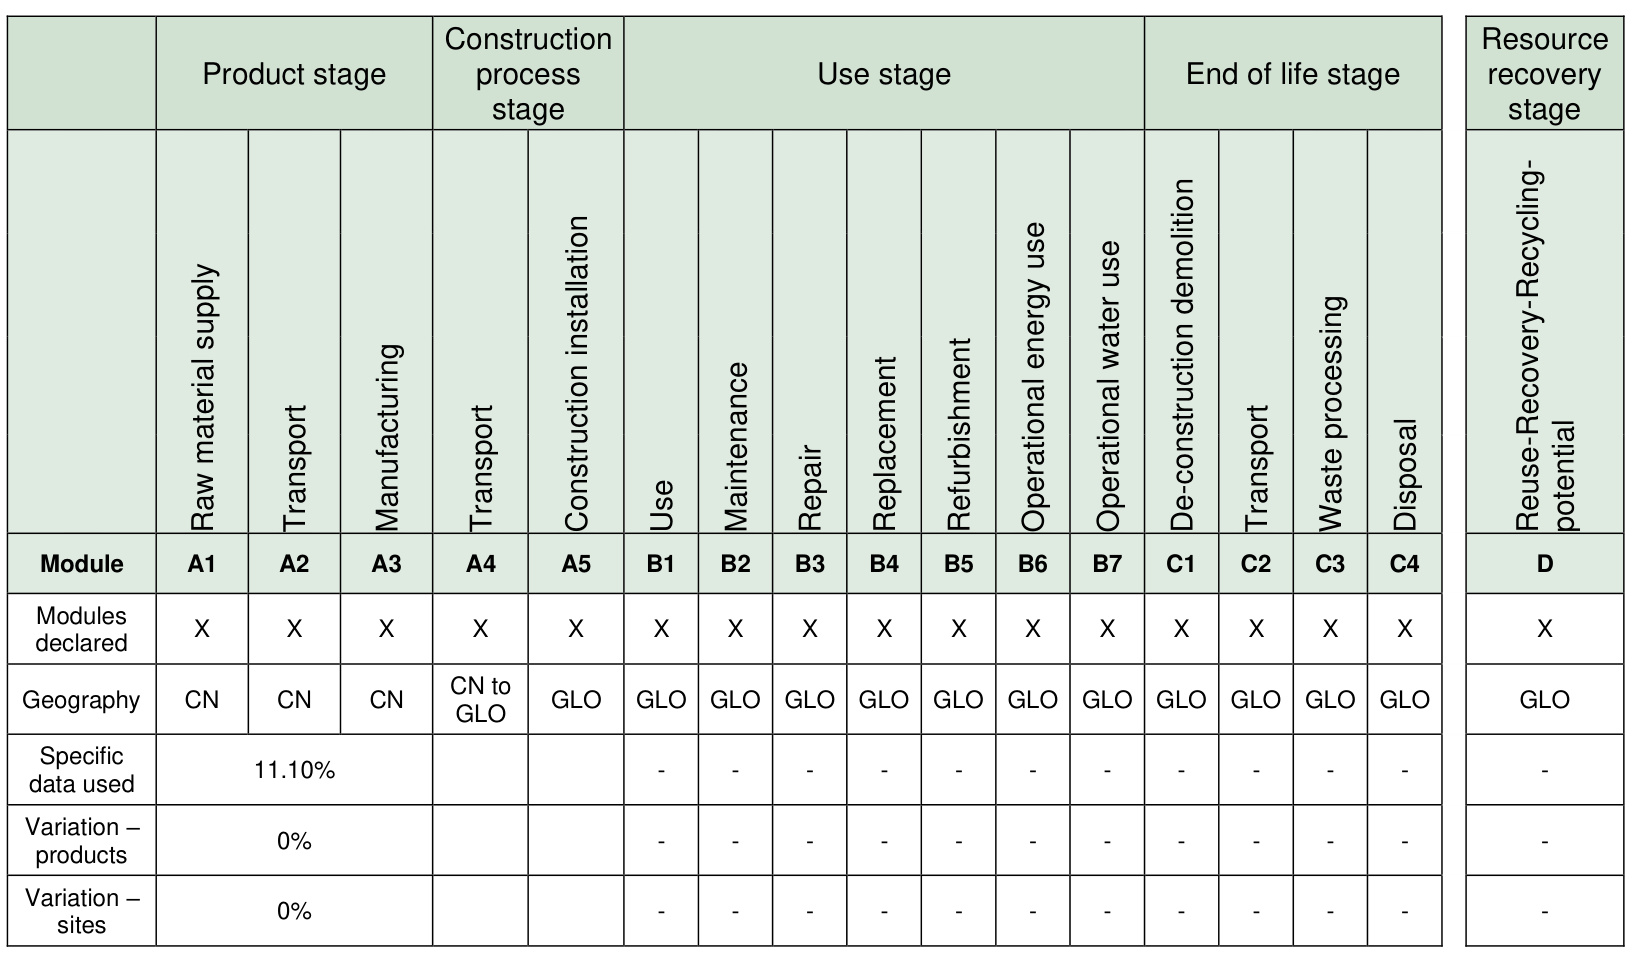 Product stage
Construction
process
stage
Use stage
End of life stage
Resource
recovery
stage
Raw material supply
Transport
Manufacturing
Transport
Construction installation
Use
Maintenance
Repair
Replacement
Refurbishment
Operational energy use
Operational water use
De-construction demolition
Transport
Waste processing
Disposal
Reuse-Recovery-Recycling-
potential
Module A1 A2 A3 A4 A5 B1 B2 B3 B4 B5 B6 B7 C1 C2 C3 C4 D
Modules
declared
X X X X X X X X X X X X X X X X X
Geography CN CN CN
CN to
GLO
GLO GLO GLO GLO GLO GLO GLO GLO GLO GLO GLO GLO GLO
Specific
data used
11.10% - - - - - - - - - - - -
Variation –
products
0% - - - - - - - - - - - -
Variation –
sites
0% - - - - - - - - - - - -